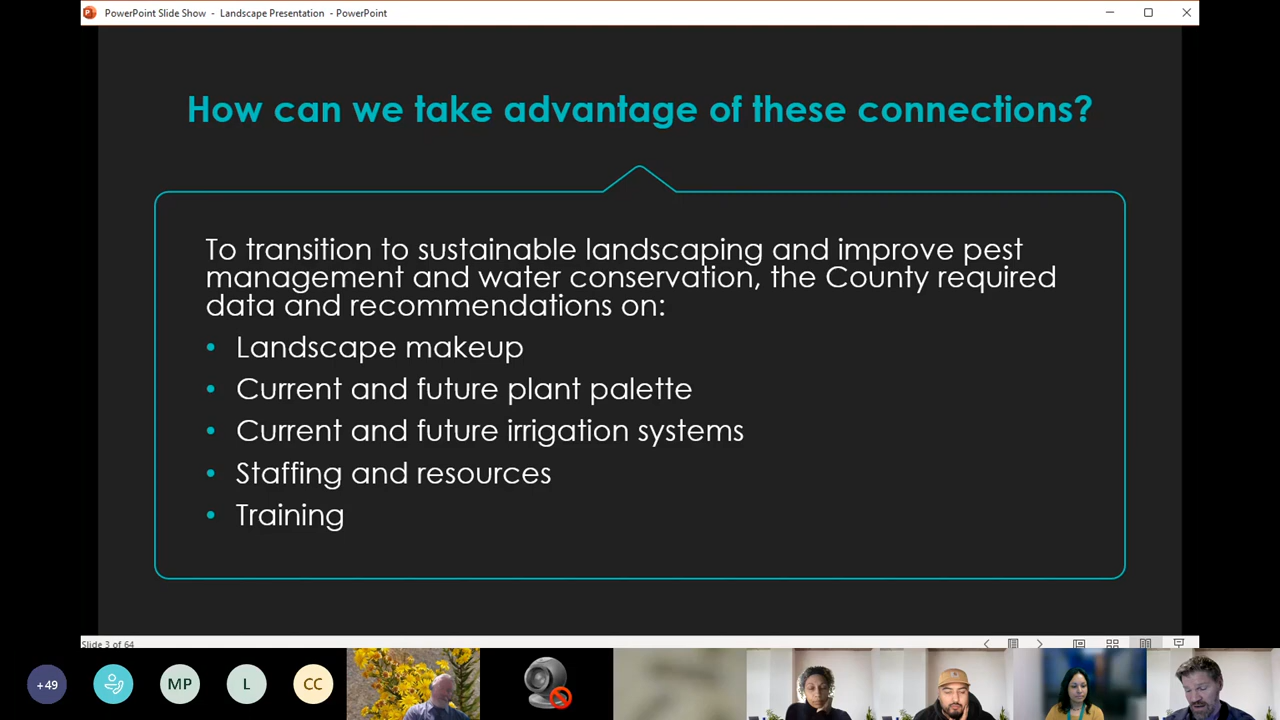 PowerPoint Slide Show - Landscape Presentation - PowerPoint
How can we take advantage of these connections?
To transition to sustainable landscaping and improve pest
management and water conservation, the County required
data and recommendations on:
• Landscape makeup
• Current and future plant palette
• Current and future irrigation systems
• Staffing and resources
• Training
Slide 3 of 64
+49 MP L CC